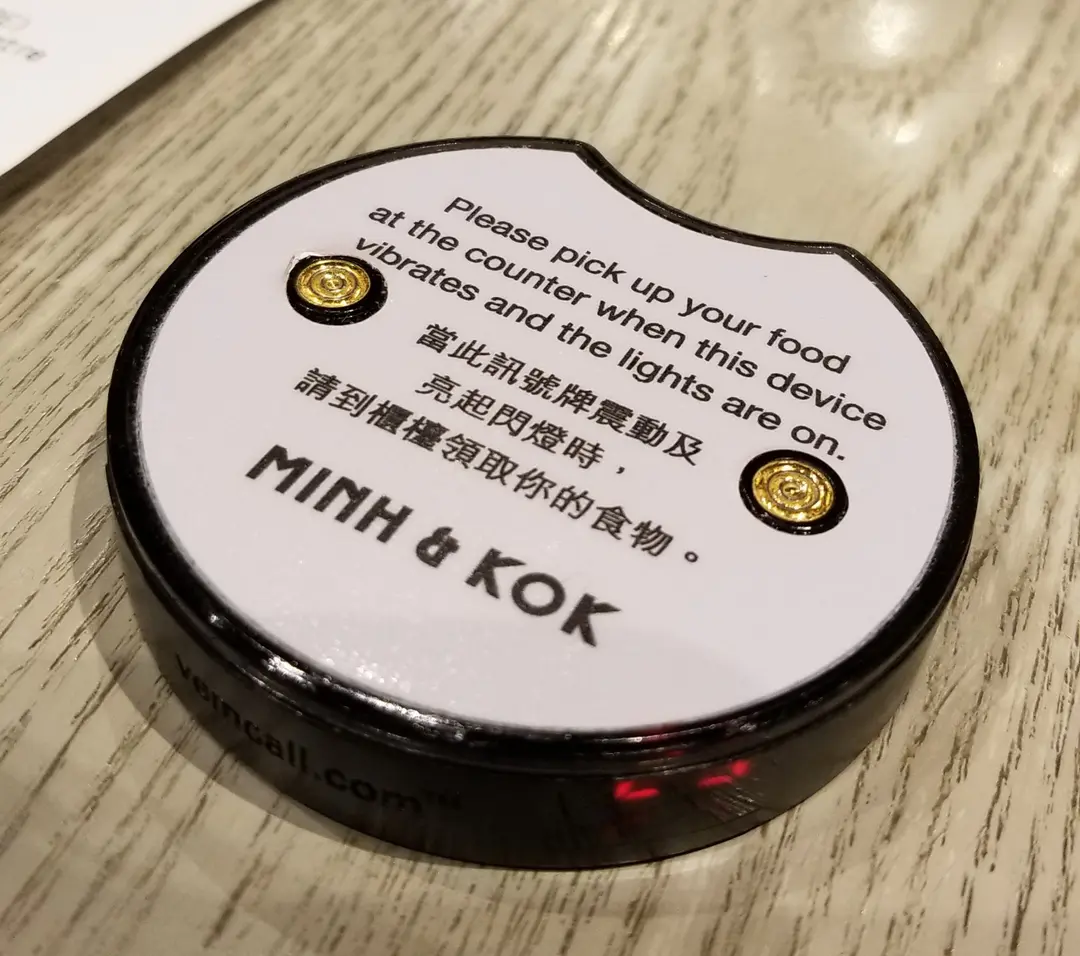 Please pick up your food
at the counter when this device
vibrates and the lights are on.
當此訊號牌震動及
亮起閃燈時，
請到櫃檯領取你的食物。
MINH & KOK